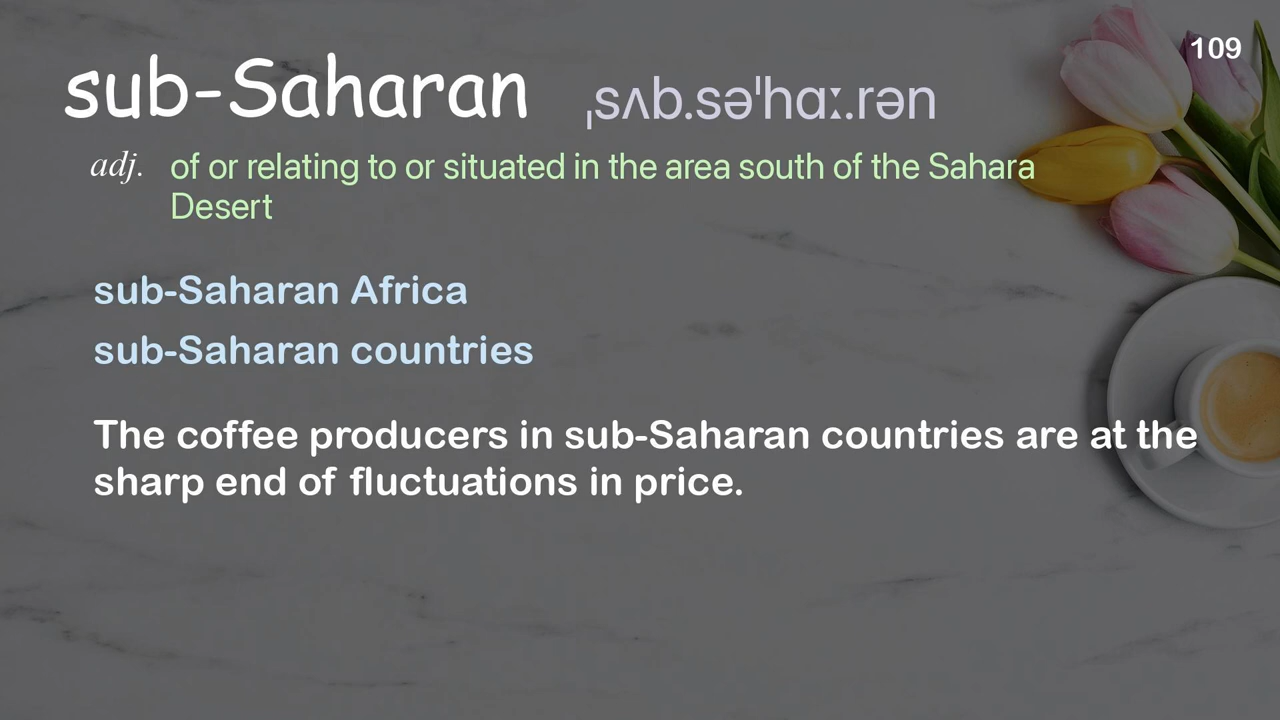 109
sub-Saharan ˌsʌb.səˈhɑː.rən
adj. of or relating to or situated in the area south of the Sahara
Desert
sub-Saharan Africa
sub-Saharan countries
The coffee producers in sub-Saharan countries are at the
sharp end of fluctuations in price.